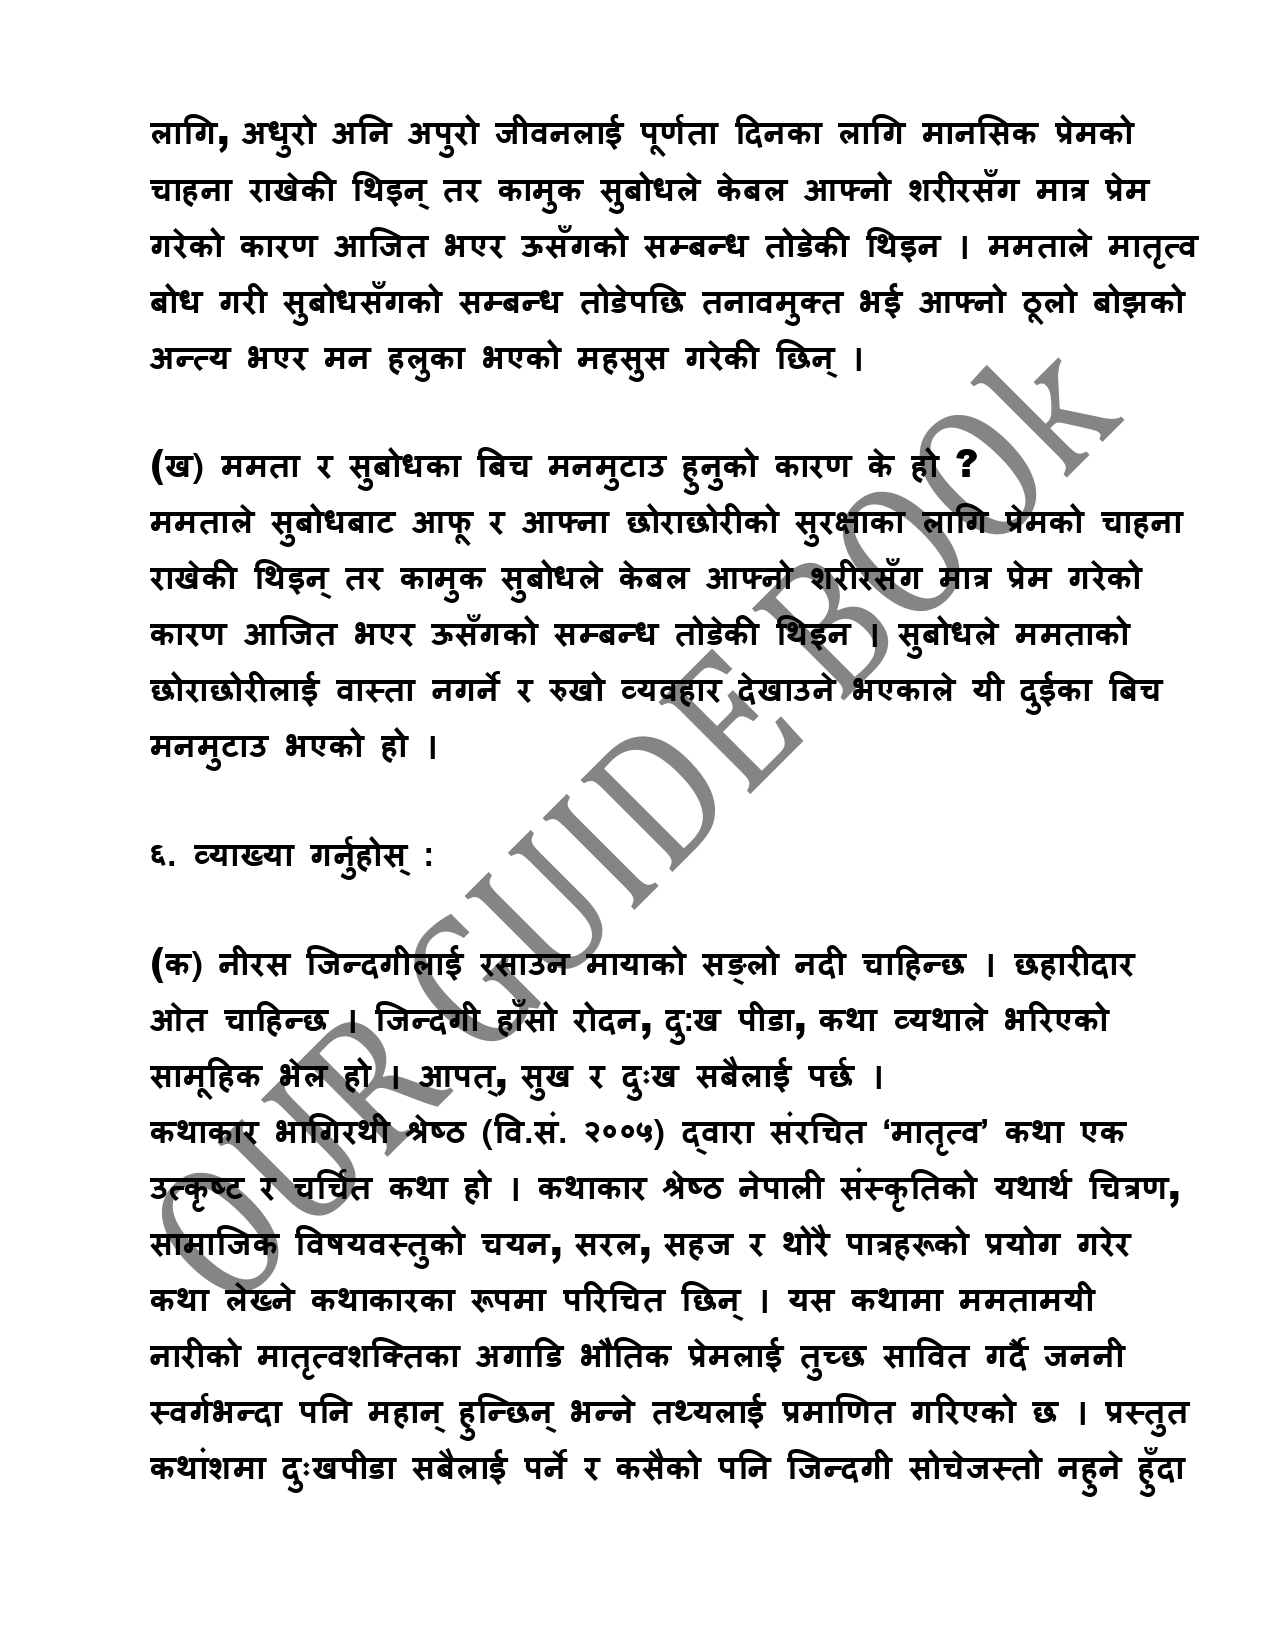 लागि, अधुरो अनि अपुरो जीवनलाई पूर्णता दिनका लागि मानसिक प्रेमको
चाहना राखेकी थिइन् तर कामुक सुबोधले केबल आफ्नो शरीरसँग मात्र प्रेम
गरेको कारण आजित भएर ऊसँगको सम्बन्ध तोडेकी थिइन । ममताले मातृत्व
बोध गरी सुबोधसँगको सम्बन्ध तोडेपछि तनावमुक्त भई आफ्नो ठूलो बोझको
अन्त्य भएर मन हलुका भएको महसुस गरेकी छिन् ।
(ख) ममता र सुबोधका बिच मनमुटाउ हुनुको कारण के हो ?
ममताले सुबोधबाट आफू र आफ्ना छोराछोरीको सुरक्षाका लागि प्रेमको चाहना
राखेकी थिइन् तर कामुक सुबोधले केबल आफ्नो शरीरसँग मात्र प्रेम गरेको
कारण आजित भएर ऊसँगको सम्बन्ध तोडेकी थिइन । सुबोधले ममताको
छोराछोरीलाई वास्ता नगर्ने र रुखो व्यवहार देखाउने भएकाले यी दुईका बिच
मनमुटाउ भएको हो ।
६. व्याख्या गर्नुहोस् :
(क) नीरस जिन्दगीलाई रसाउन मायाको सङ्लो नदी चाहिन्छ । छहारीदार
ओत चाहिन्छ । जिन्दगी हाँसो रोदन, दु:ख पीडा, कथा व्यथाले भरिएको
सामूहिक भेल हो । आपत्, सुख र दुःख सबैलाई पर्छ ।
कथाकार भागिरथी श्रेष्ठ (वि.सं. २००५) द्वारा संरचित ‘मातृत्व’ कथा एक
उत्कृष्ट र चर्चित कथा हो । कथाकार श्रेष्ठ नेपाली संस्कृतिको यथार्थ चित्रण,
सामाजिक विषयवस्तुको चयन, सरल, सहज र थोरै पात्रहरूको प्रयोग गरेर
कथा लेख्ने कथाकारका रूपमा परिचित छिन् । यस कथामा ममतामयी
नारीको मातृत्वशक्तिका अगाडि भौतिक प्रेमलाई तुच्छ सावित गर्दै जननी
स्वर्गभन्दा पनि महान् हुन्छिन् भन्ने तथ्यलाई प्रमाणित गरिएको छ । प्रस्तुत
कथांशमा दुःखपीडा सबैलाई पर्ने र कसैको पनि जिन्दगी सोचेजस्तो नहुने हुँदा
OUR GUIDE BOOk